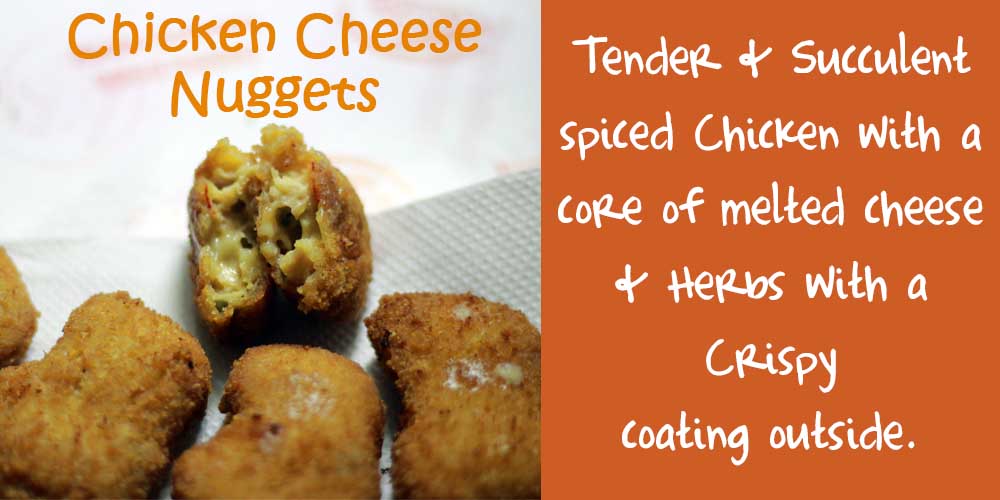 Chicken Cheese
Nuggets
Tender & Succulent
spiced Chicken with a
core of melted cheese
& Herbs with a
Crispy
coating outside.